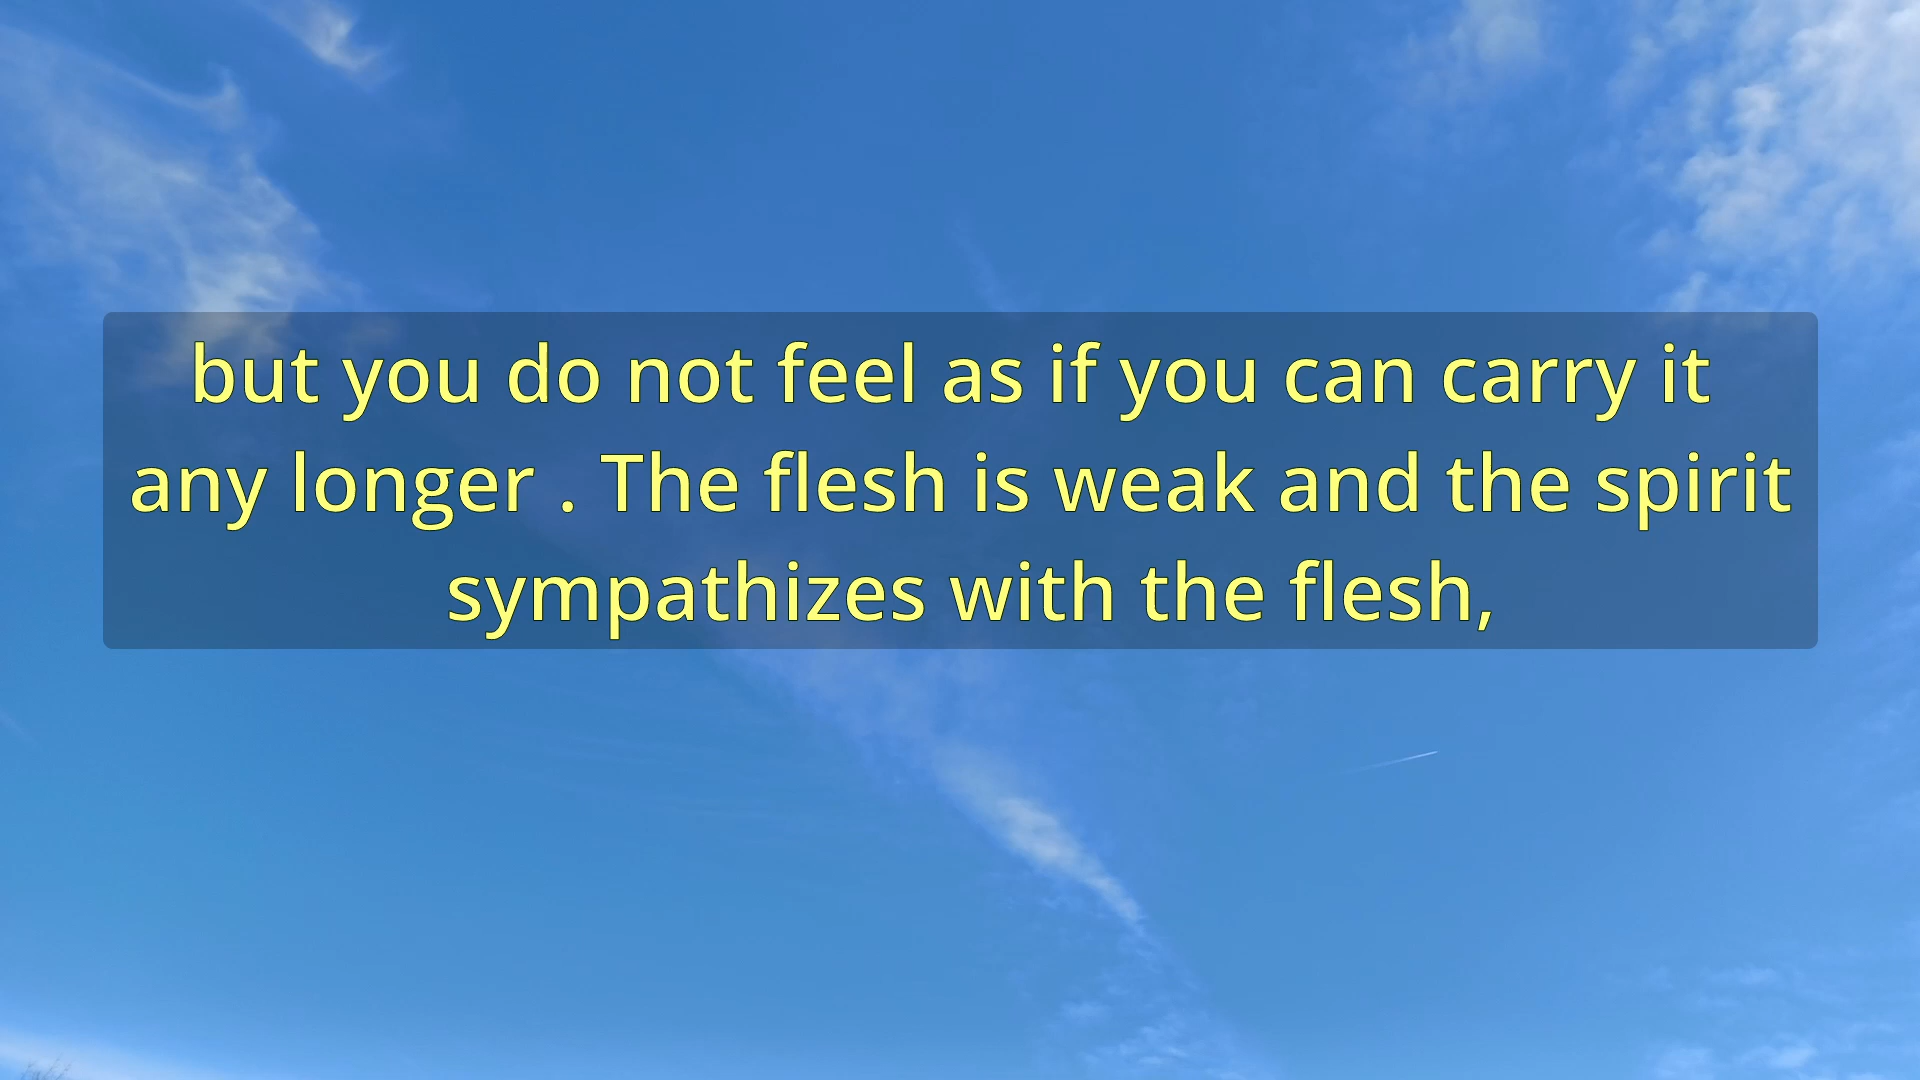 but you do not feel as if you can carry it
any longer . The flesh is weak and the spirit
sympathizes with the flesh,